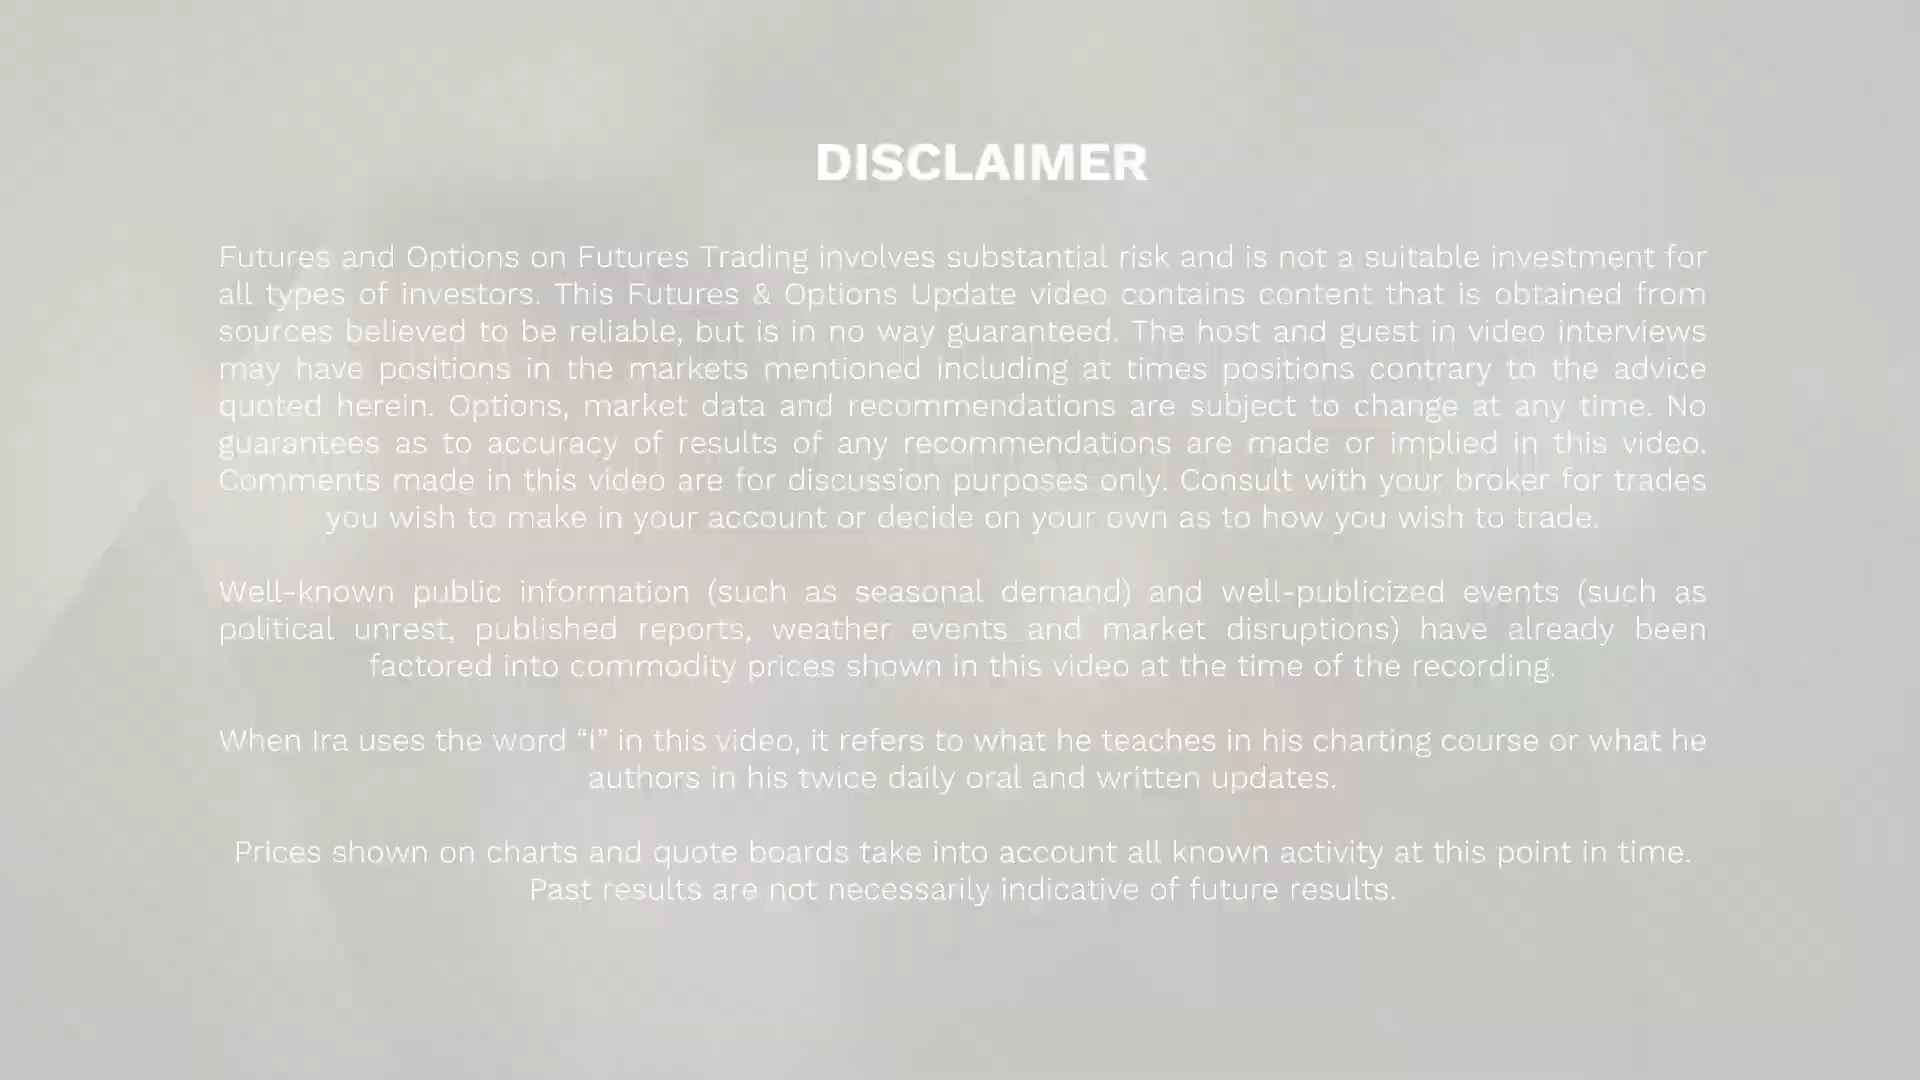 DISCLAIMER
Futures and Options on Futures Trading involves substantial risk and is not a suitable investment for
all types of investors. This Futures & Options Update video contains content that is obtained from
sources believed to be reliable, but is in no way guaranteed. The host and guest in video interviews
may have positions in the markets mentioned including at times positions contrary to the advice
quoted herein. Options, market data and recommendations are subject to change at any time. No
guarantees as to accuracy of results of any recommendations are made or implied in this video.
Comments made in this video are for discussion purposes only. Consult with your broker for trades
you wish to make in your account or decide on your own as to how you wish to trade.
Well-known public information (such as seasonal demand) and well-publicized events (such as
political unrest, published reports, weather events and market disruptions) have already been
factored into commodity prices shown in this video at the time of the recording.
When Ira uses the word “I” in this video, it refers to what he teaches in his charting course or what he
authors in his twice daily oral and written updates.
Prices shown on charts and quote boards take into account all known activity at this point in time.
Past results are not necessarily indicative of future results.